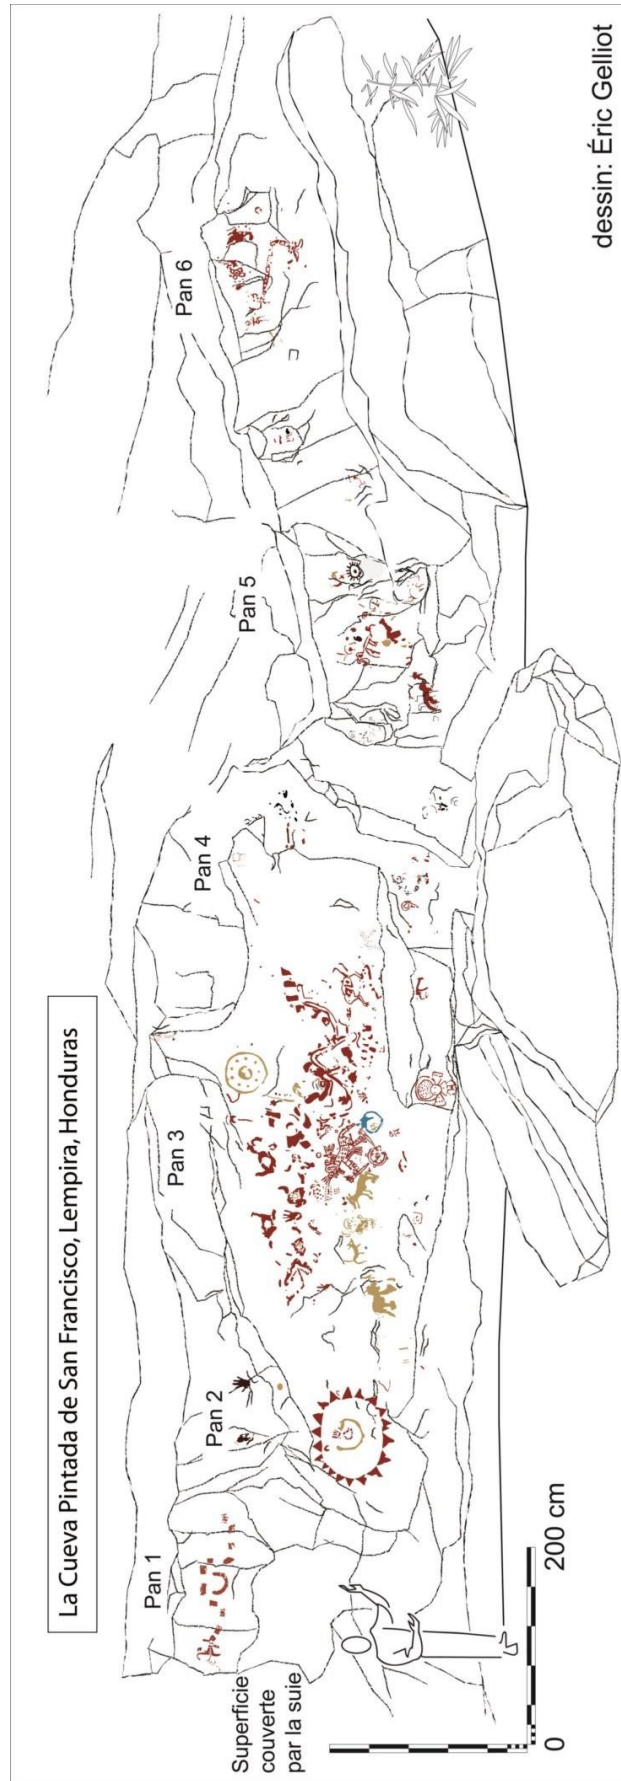 La Cueva Pintada de San Francisco, Lempira, Honduras
Pan 1
Pan 2
Pan 3
Pan 4
Pan 5
Pan 6
Superficie
couverte
par la suie
0
200 cm
dessin: Éric Gelliot